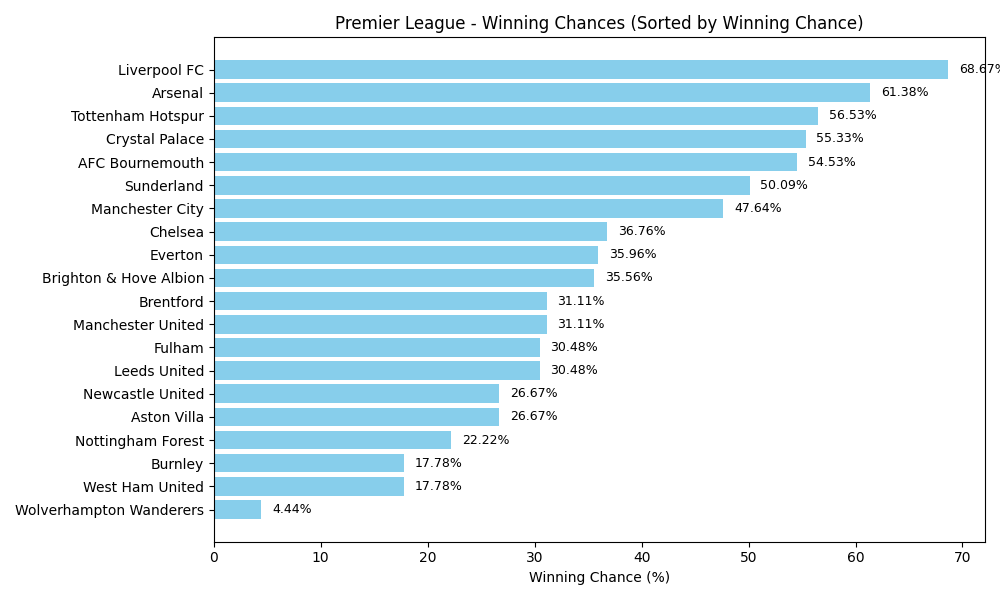 Premier League - Winning Chances (Sorted by Winning Chance)
Liverpool FC 68.67%
Arsenal 61.38%
Tottenham Hotspur 56.53%
Crystal Palace 55.33%
AFC Bournemouth 54.53%
Sunderland 50.09%
Manchester City 47.64%
Chelsea 36.76%
Everton 35.96%
Brighton & Hove Albion 35.56%
Brentford 31.11%
Manchester United 31.11%
Fulham 30.48%
Leeds United 30.48%
Newcastle United 26.67%
Aston Villa 26.67%
Nottingham Forest 22.22%
Burnley 17.78%
West Ham United 17.78%
Wolverhampton Wanderers 4.44%
0 10 20 30 40 50 60 70
Winning Chance (%)